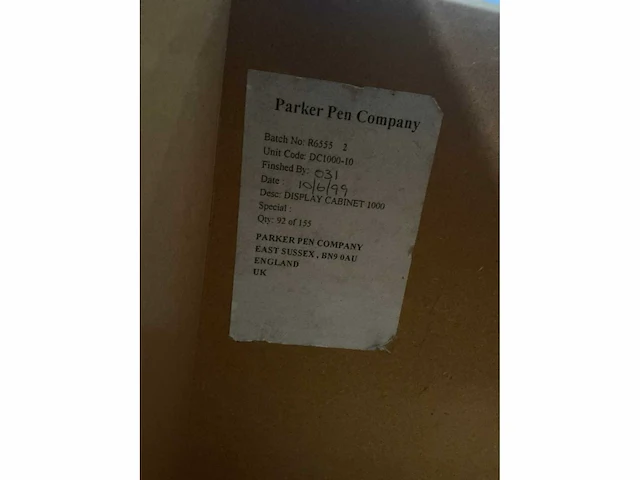 Parker Pen Company
Batch No: R6555 2
Unit Code: DC1000-10
Finshed By: 031
Date : 10/6/99
Desc: DISPLAY CABINET 1000
Special :
Qty: 92 of 155
PARKER PEN COMPANY
EAST SUSSEX , BN9 0AU
ENGLAND
UK